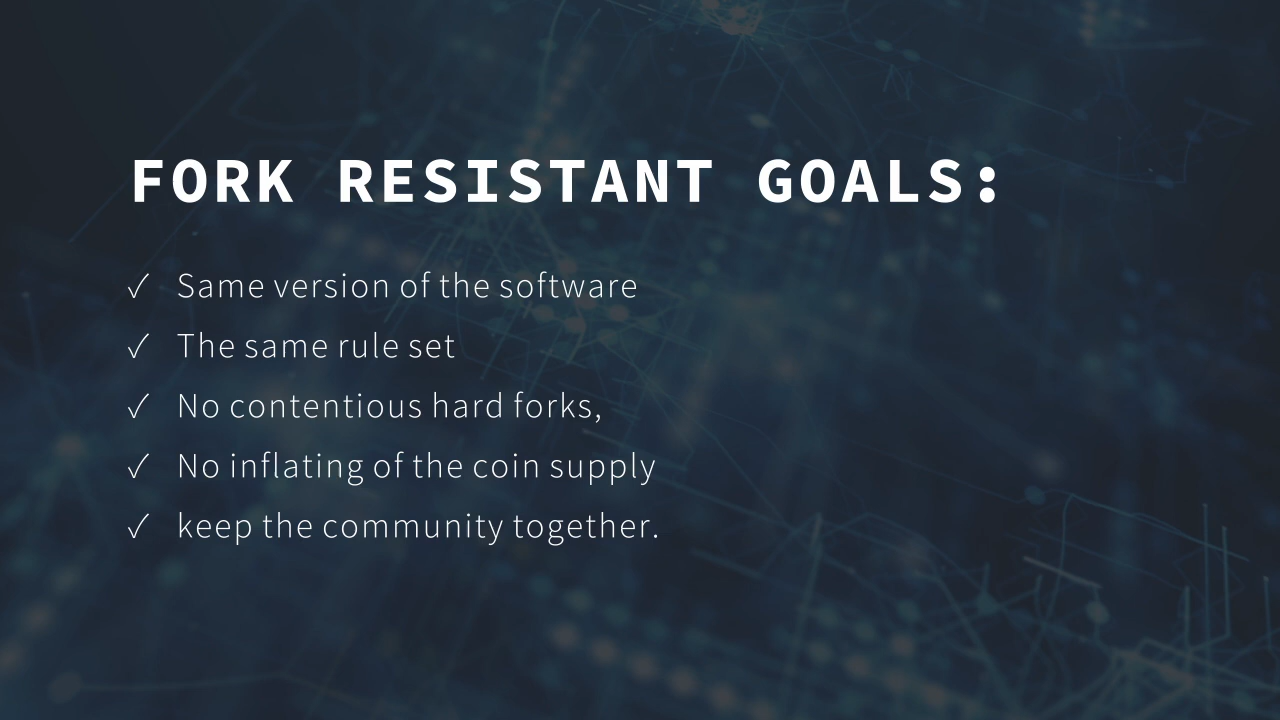 FORK RESISTANT GOALS:
✓ Same version of the software
✓ The same rule set
✓ No contentious hard forks,
✓ No inflating of the coin supply
✓ keep the community together.